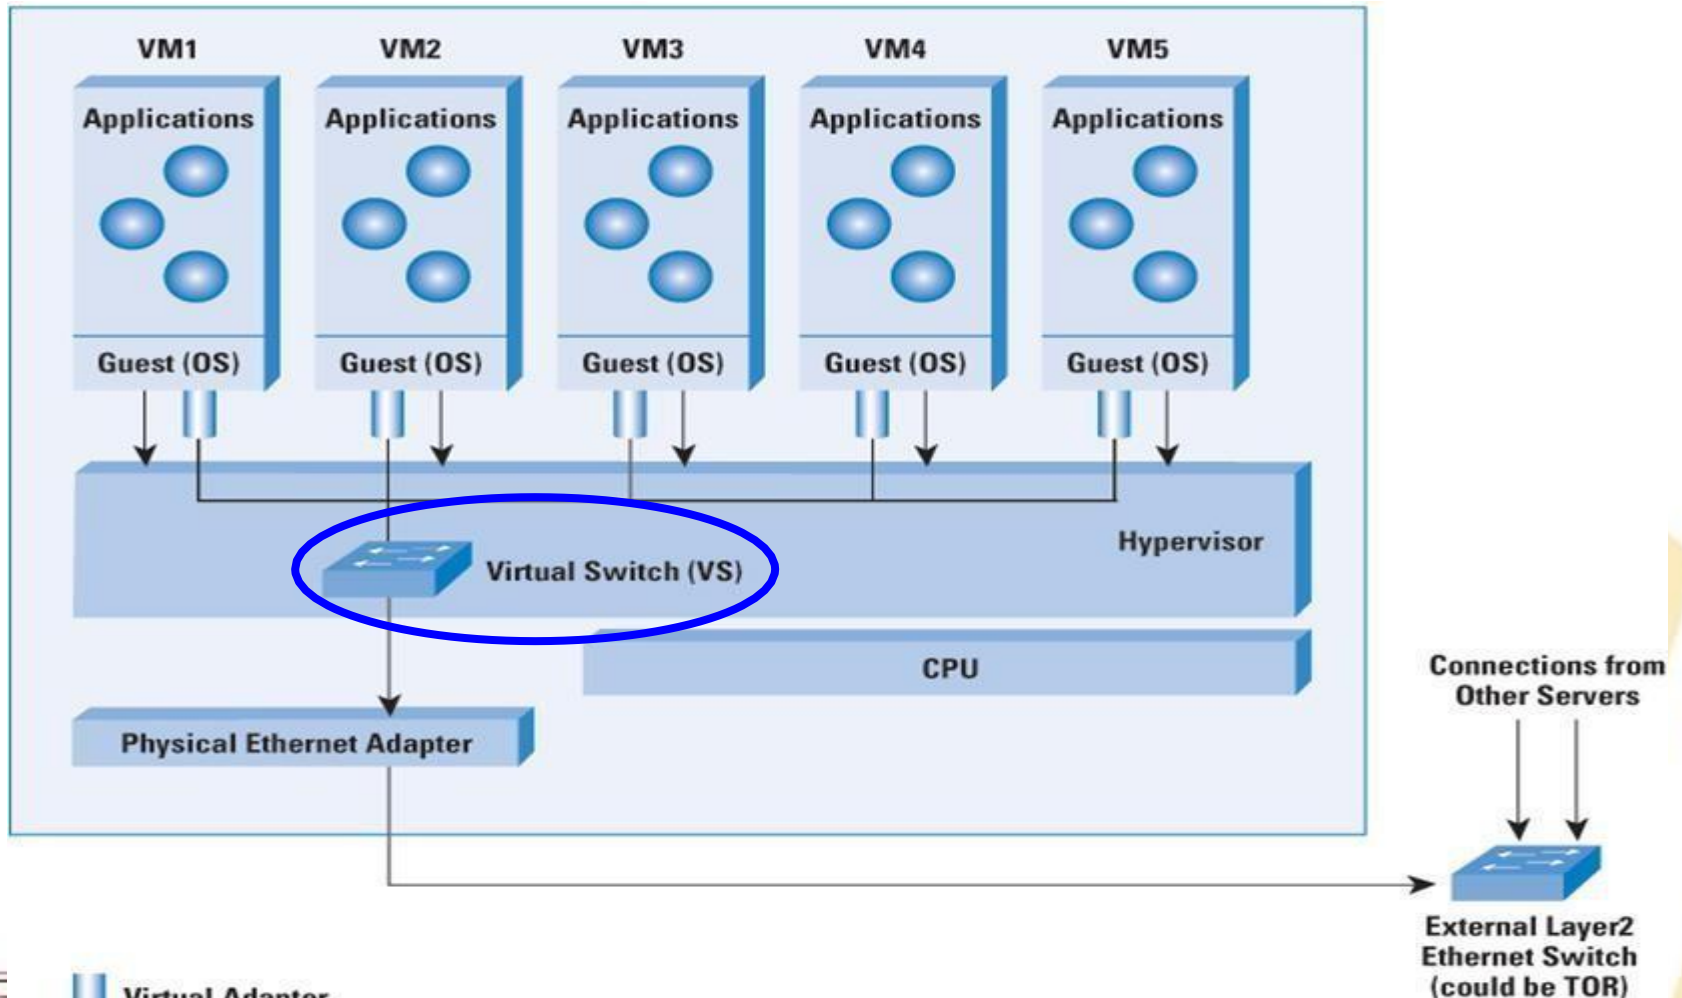 VM1
VM2
VM3
VM4
VM5
Applications
Applications
Applications
Applications
Applications
Guest (OS)
Guest (OS)
Guest (OS)
Guest (OS)
Guest (OS)
Hypervisor
Virtual Switch (VS)
CPU
Physical Ethernet Adapter
Connections from
Other Servers
External Layer2
Ethernet Switch
(could be TOR)
Virtual Adapter